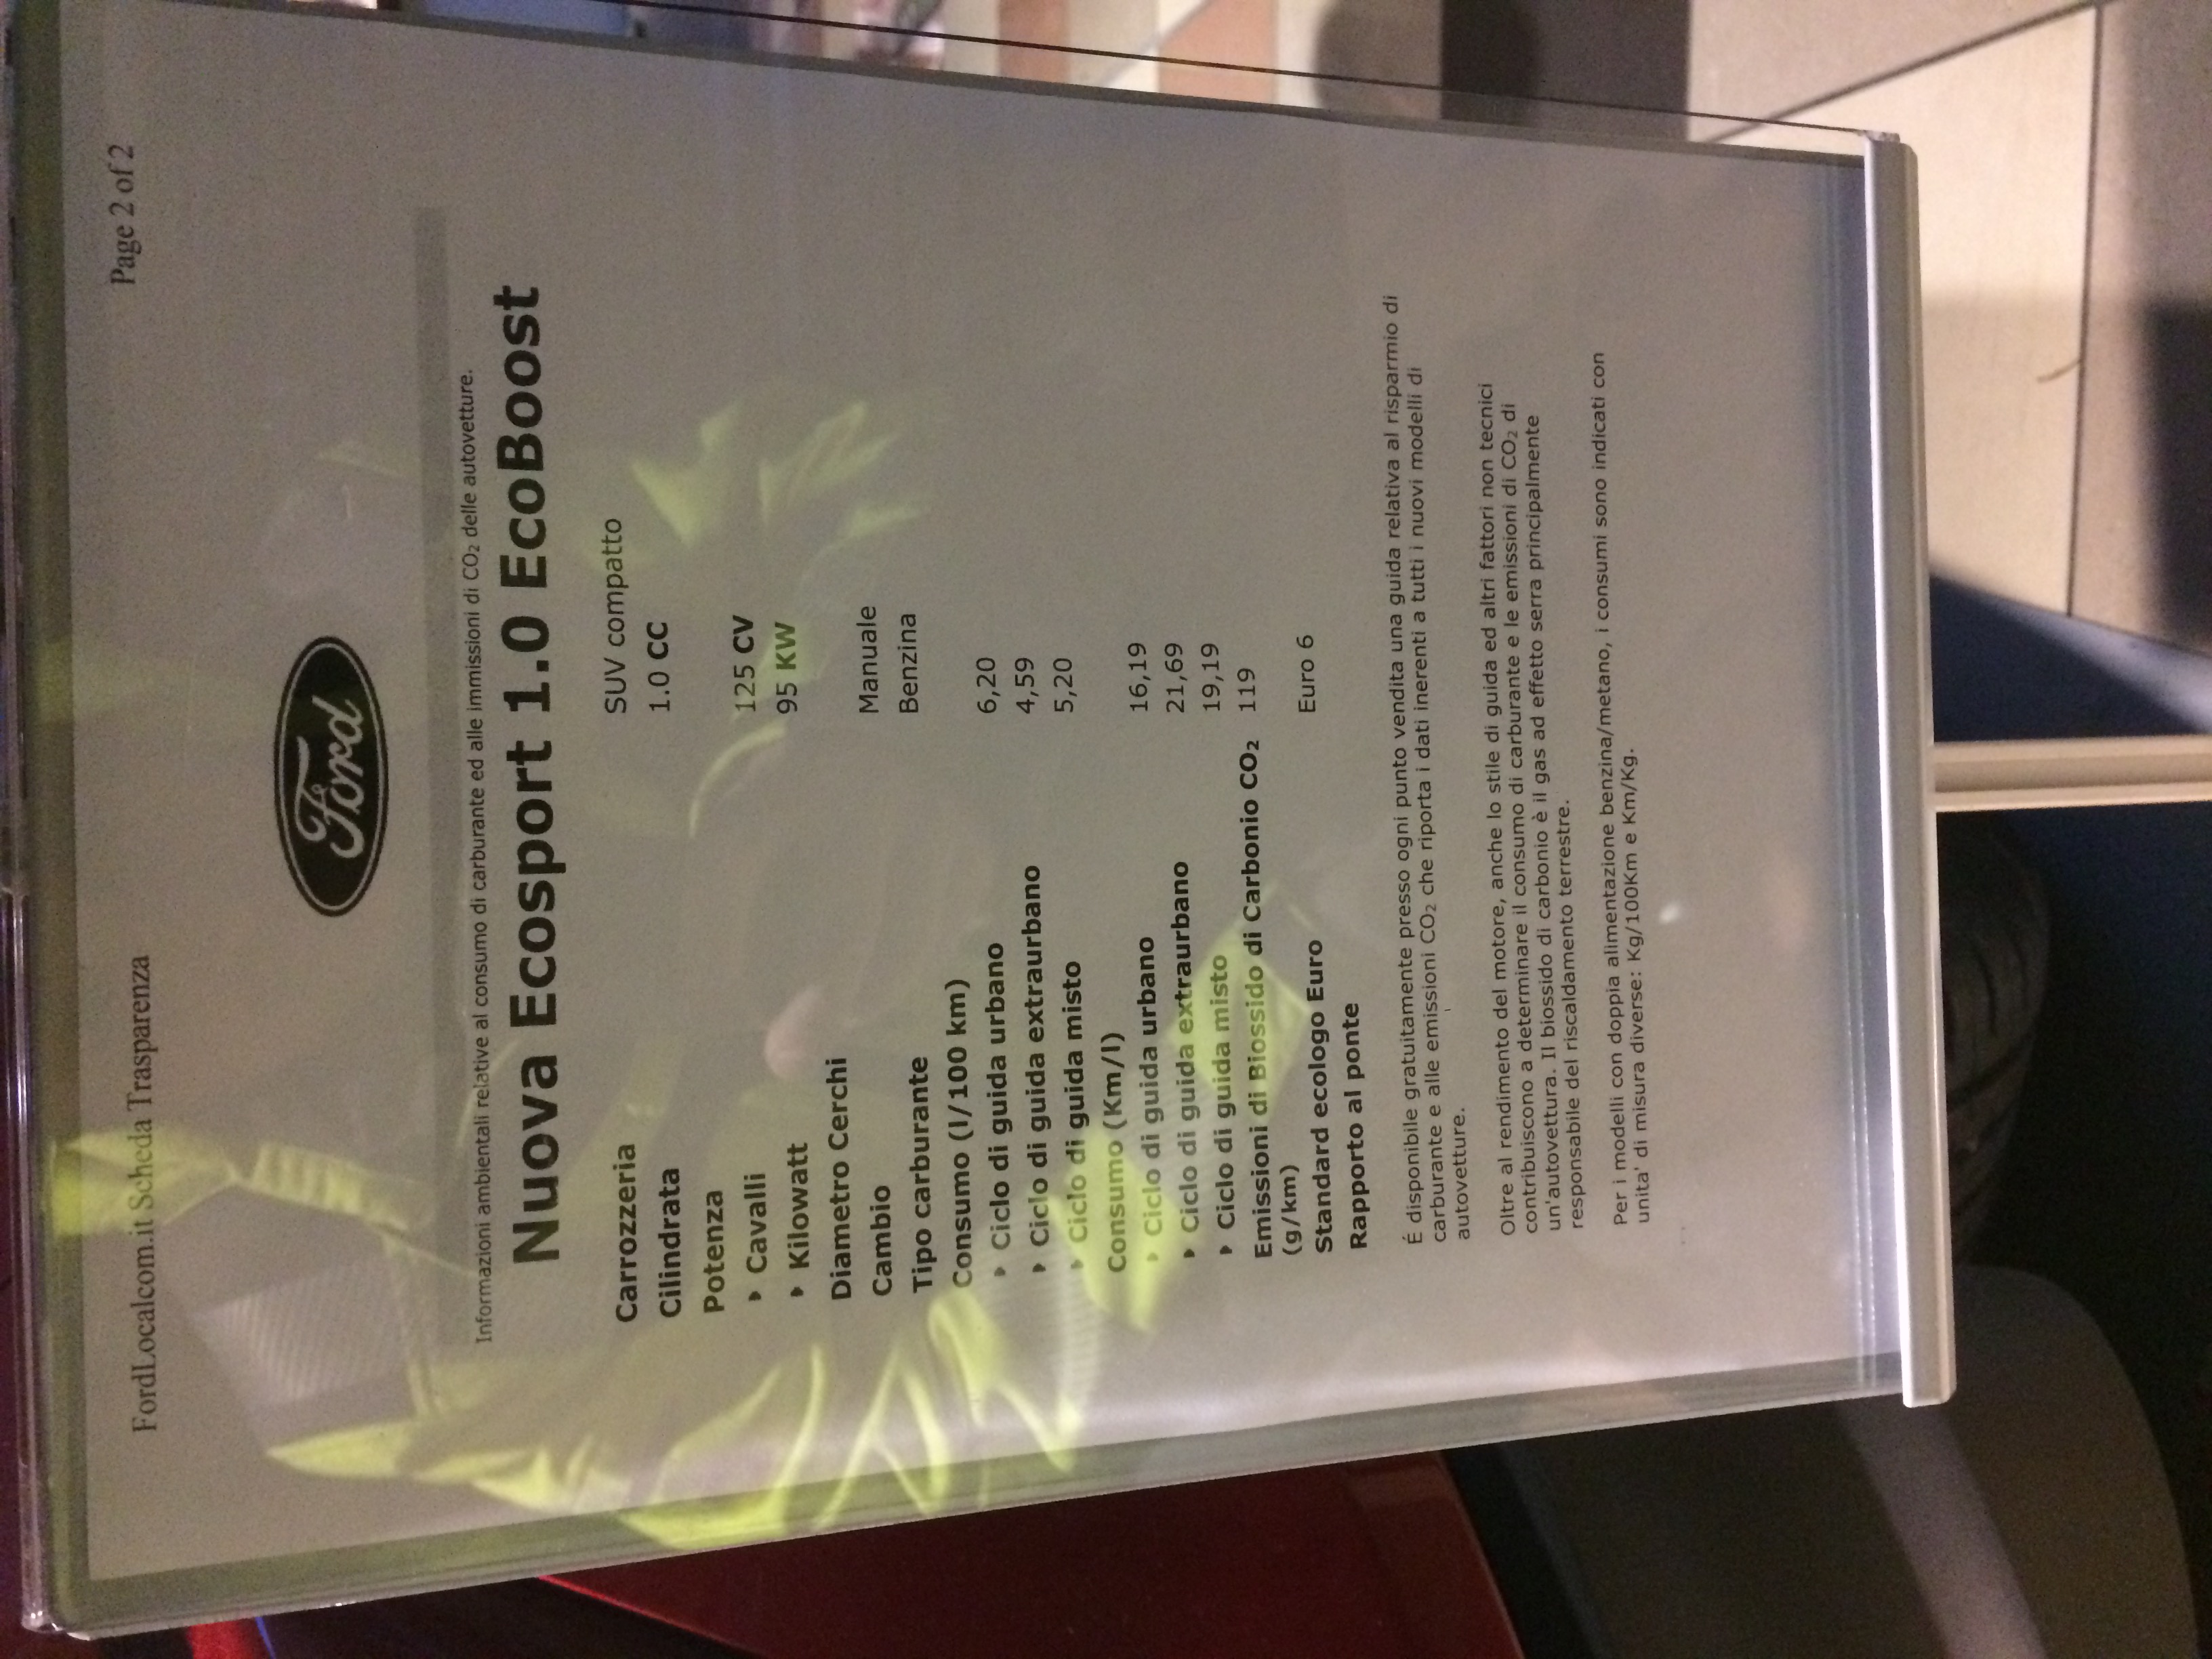 FordLocalcom.it Scheda Trasparenza Page 2 of 2
Ford
Informazioni ambientali relative al consumo di carburante ed alle immissioni di CO₂ delle autovetture.
Nuova Ecosport 1.0 EcoBoost
Carrozzeria SUV compatto
Cilindrata 1.0 CC
Potenza
Cavalli 125 CV
Kilowatt 95 KW
Diametro Cerchi
Cambio Manuale
Tipo carburante Benzina
Consumo (l/100 km)
Ciclo di guida urbano 6,20
Ciclo di guida extraurbano 4,59
Ciclo di guida misto 5,20
Consumo (Km/l)
Ciclo di guida urbano 16,19
Ciclo di guida extraurbano 21,69
Ciclo di guida misto 19,19
Emissioni di Biossido di Carbonio CO₂ 119
(g/km)
Standard ecologo Euro Euro 6
Rapporto al ponte
É disponibile gratuitamente presso ogni punto vendita una guida relativa al risparmio di
carburante e alle emissioni CO₂ che riporta i dati inerenti a tutti i nuovi modelli di
autovetture.
Oltre al rendimento del motore, anche lo stile di guida ed altri fattori non tecnici
contribuiscono a determinare il consumo di carburante e le emissioni di CO₂ di
un'autovettura. Il biossido di carbonio è il gas ad effetto serra principalmente
responsabile del riscaldamento terrestre.
Per i modelli con doppia alimentazione benzina/metano, i consumi sono indicati con
unita' di misura diverse: Kg/100Km e Km/Kg.